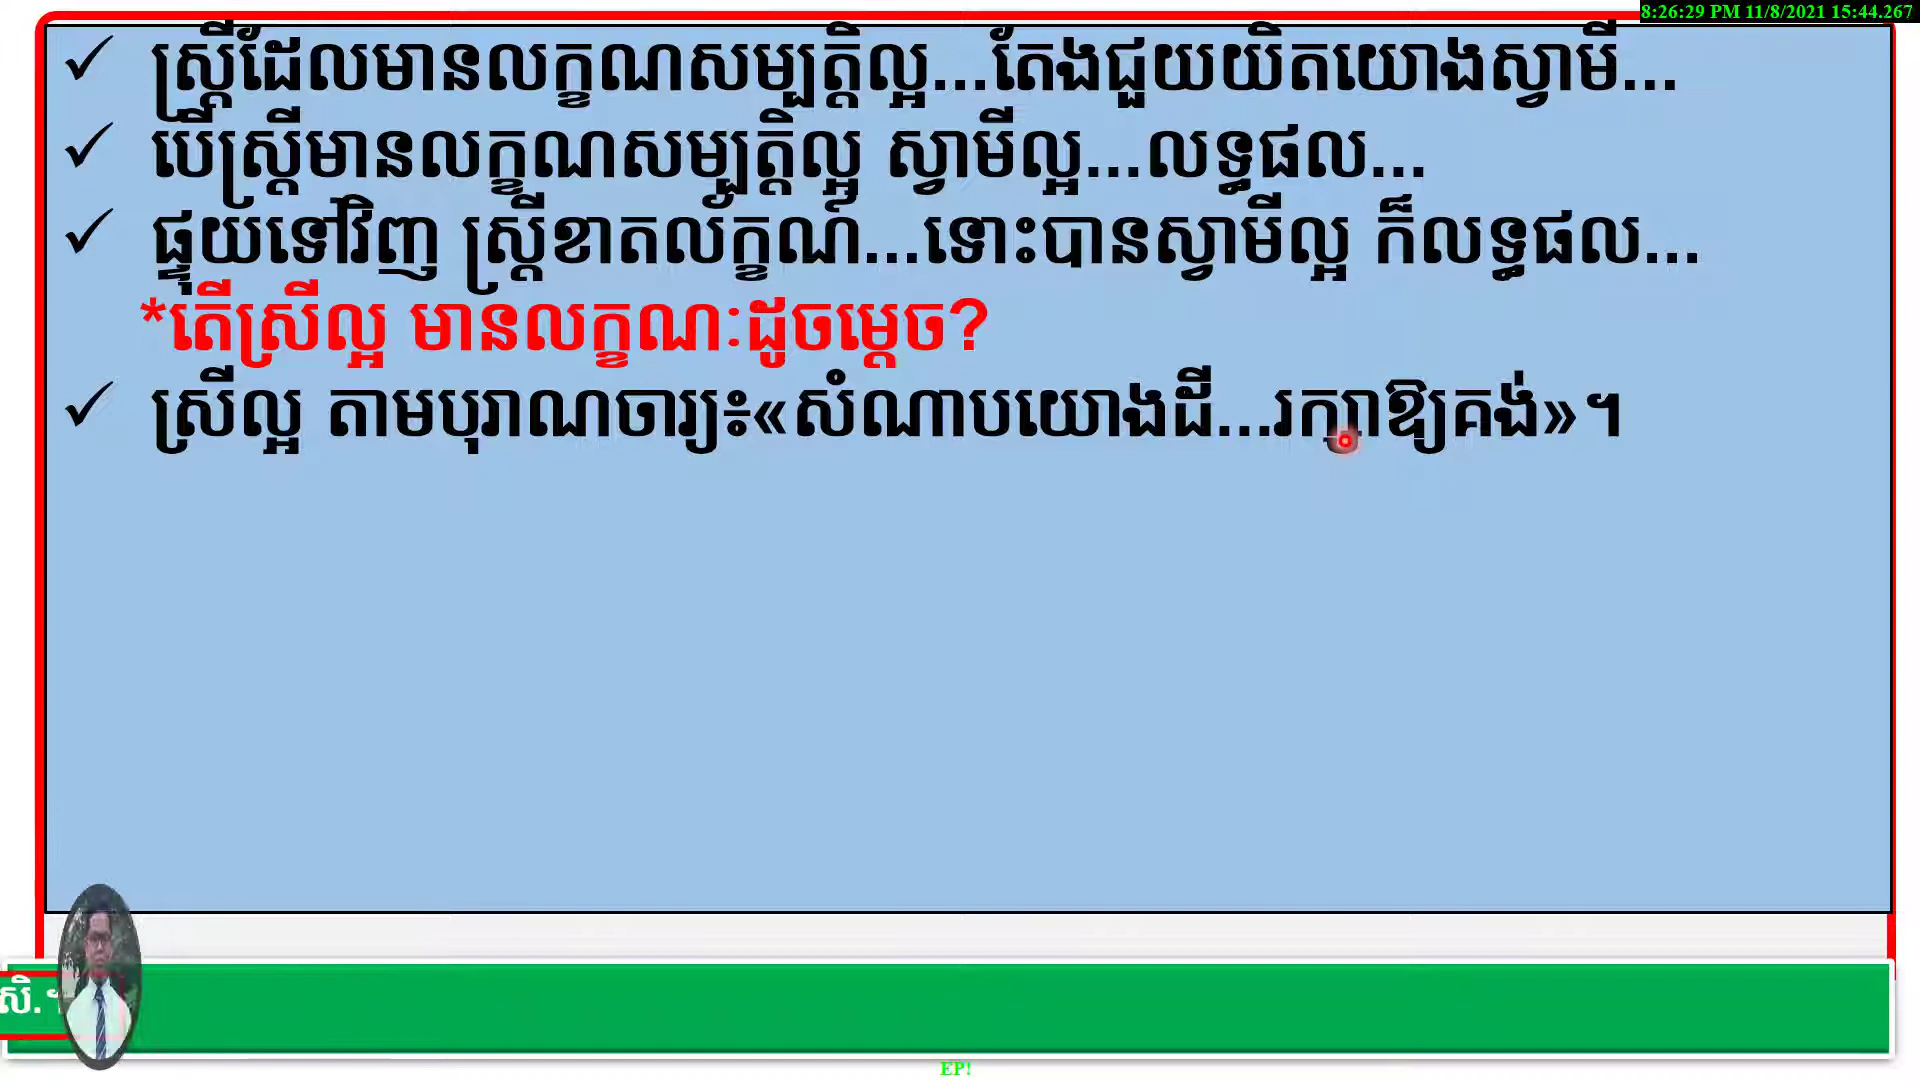 8:26:29 PM 11/8/2021 15:44.267
✓ ស្ត្រីដែលមានលក្ខណសម្បត្តិល្អ...តែងជួយយិតយោងស្វាមី...
✓ បើស្ត្រីមានលក្ខណសម្បត្តិល្អ ស្វាមីល្អ...លទ្ធផល...
✓ ផ្ទុយទៅវិញ ស្ត្រីខាតល័ក្ខណ៍...ទោះបានស្វាមីល្អ ក៏លទ្ធផល...
*តើស្រីល្អ មានលក្ខណៈដូចម្ដេច?
✓ ស្រីល្អ តាមបុរាណចារ្យ៖«សំណាបយោងដី...រក្សាឱ្យគង់»។
សិ.
EP!